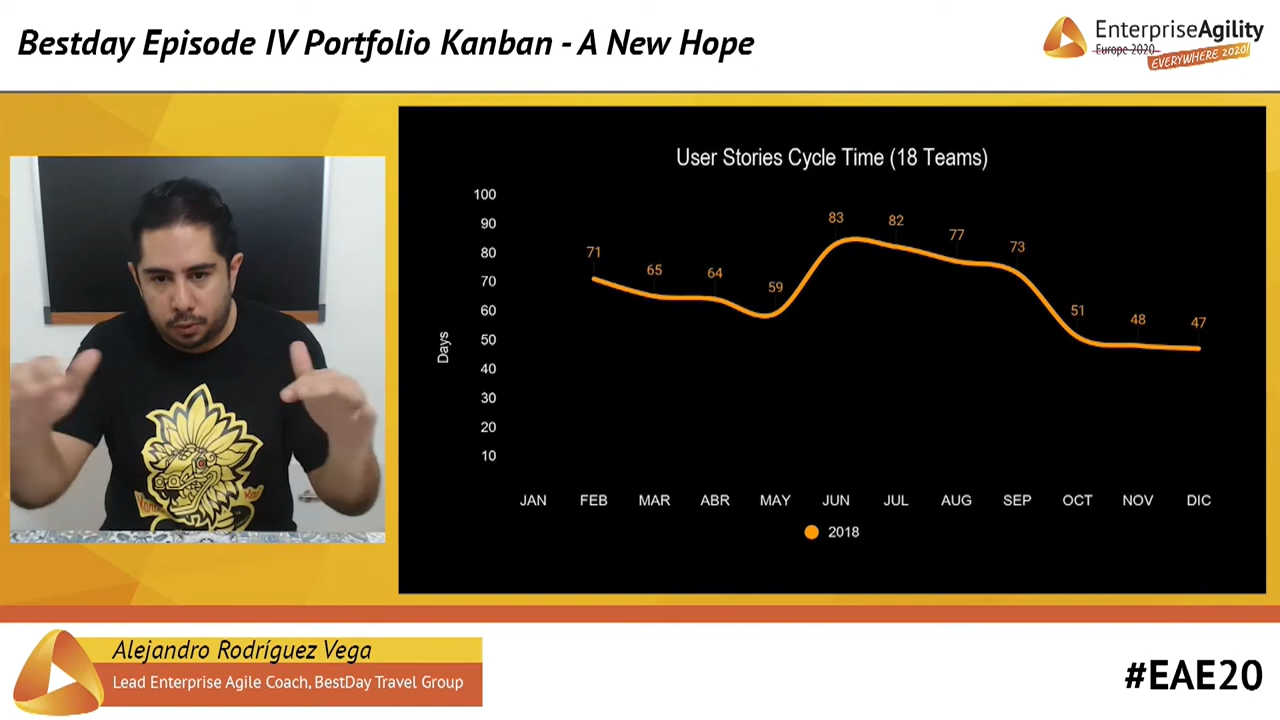 Bestday Episode IV Portfolio Kanban - A New Hope
EnterpriseAgility
Europe 2020
EVERYWHERE 2020!
User Stories Cycle Time (18 Teams)
100
90
80
70
60
50
40
30
20
10
Days
71
65
64
59
83
82
77
73
51
48
47
JAN FEB MAR ABR MAY JUN JUL AUG SEP OCT NOV DIC
2018
Alejandro Rodríguez Vega
Lead Enterprise Agile Coach, BestDay Travel Group
#EAE20